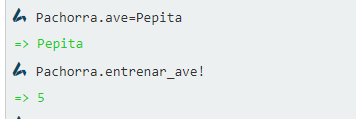 Pachorra.ave=Pepita
=> Pepita
Pachorra.entrenar_ave!
=> 5